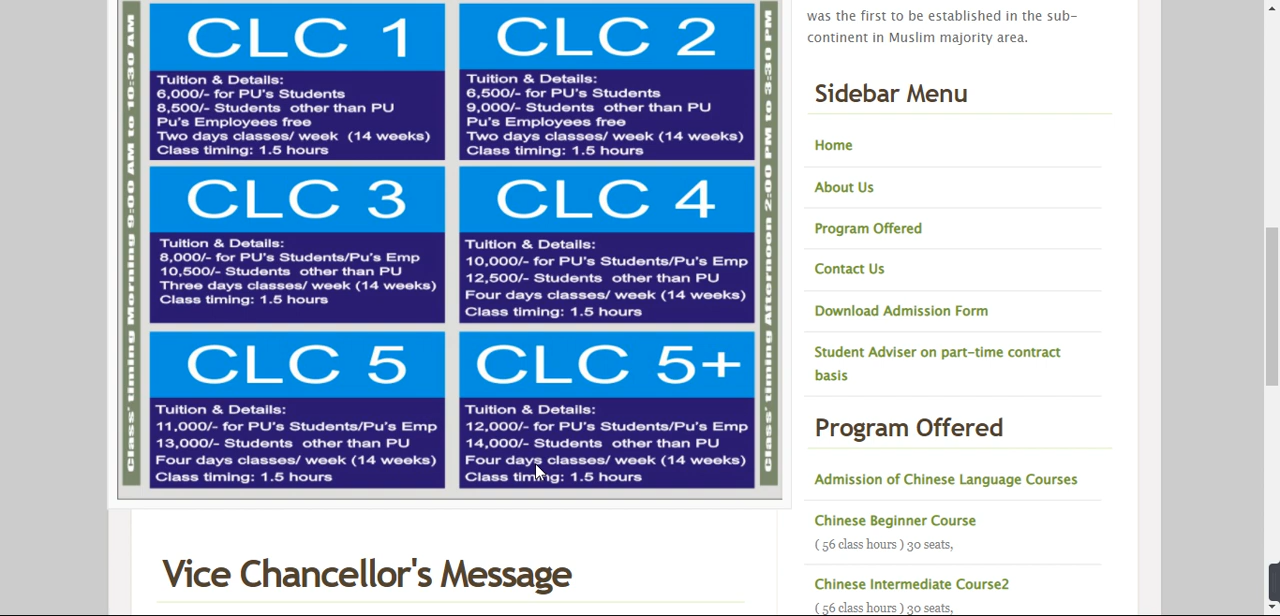 Class' timing Morning 9:00 AM to 10:30 AM
CLC 1
Tuition & Details:
6,000/- for PU's Students
8,500/- Students other than PU
Pu's Employees free
Two days classes/ week (14 weeks)
Class timing: 1.5 hours
CLC 2
Tuition & Details:
6,500/- for PU's Students
9,000/- Students other than PU
Pu's Employees free
Two days classes/ week (14 weeks)
Class timing: 1.5 hours
CLC 3
Tuition & Details:
8,000/- for PU's Students/Pu's Emp
10,500/- Students other than PU
Three days classes/ week (14 weeks)
Class timing: 1.5 hours
CLC 4
Tuition & Details:
10,000/- for PU's Students/Pu's Emp
12,500/- Students other than PU
Four days classes/ week (14 weeks)
Class timing: 1.5 hours
CLC 5
Tuition & Details:
11,000/- for PU's Students/Pu's Emp
13,000/- Students other than PU
Four days classes/ week (14 weeks)
Class timing: 1.5 hours
CLC 5+
Tuition & Details:
12,000/- for PU's Students/Pu's Emp
14,000/- Students other than PU
Four days classes/ week (14 weeks)
Class timing: 1.5 hours
Class' timing Afternoon 2:00 PM to 3:30 PM
Vice Chancellor's Message
was the first to be established in the sub-
continent in Muslim majority area.
Sidebar Menu
Home
About Us
Program Offered
Contact Us
Download Admission Form
Student Adviser on part-time contract
basis
Program Offered
Admission of Chinese Language Courses
Chinese Beginner Course
( 56 class hours ) 30 seats,
Chinese Intermediate Course2
( 56 class hours ) 30 seats,